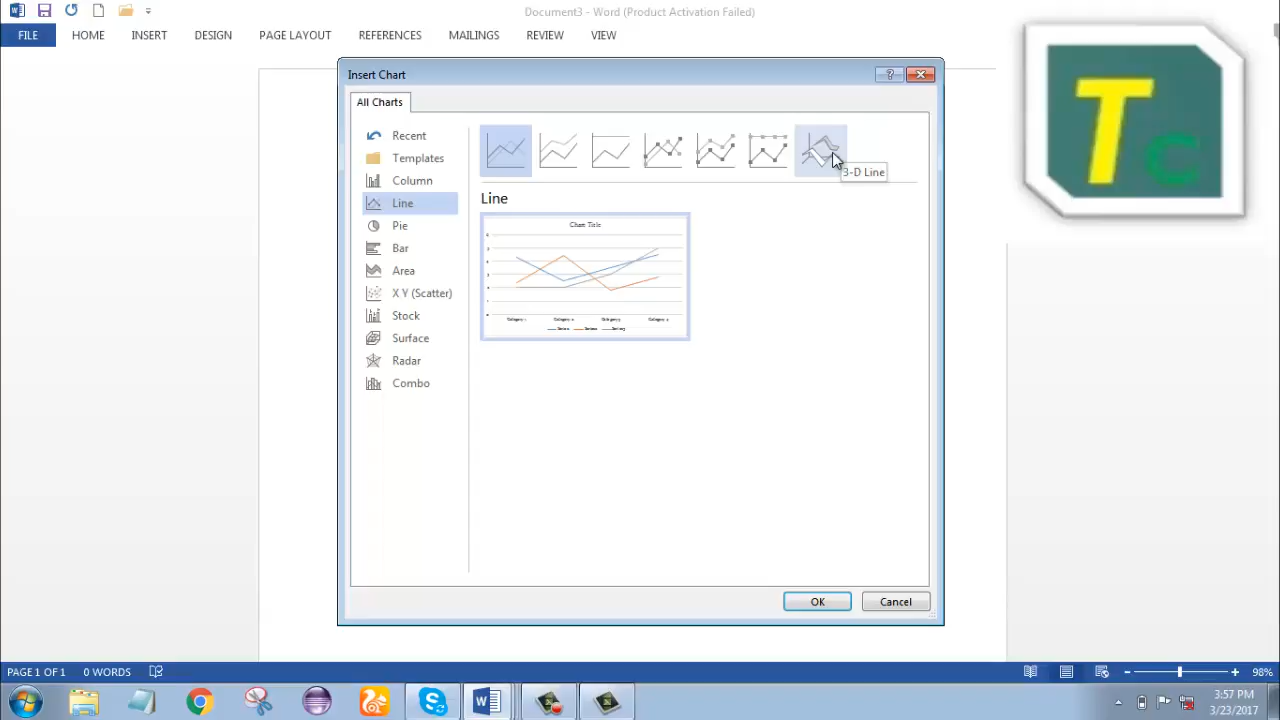 Document3 - Word (Product Activation Failed)
FILE HOME INSERT DESIGN PAGE LAYOUT REFERENCES MAILINGS REVIEW VIEW
Insert Chart
?
All Charts
Recent
Templates
Column
Line
Pie
Bar
Area
X Y (Scatter)
Stock
Surface
Radar
Combo
3-D Line
Line
Chart Title
OK
Cancel
Tc
PAGE 1 OF 1 0 WORDS
98%
3:57 PM
3/23/2017